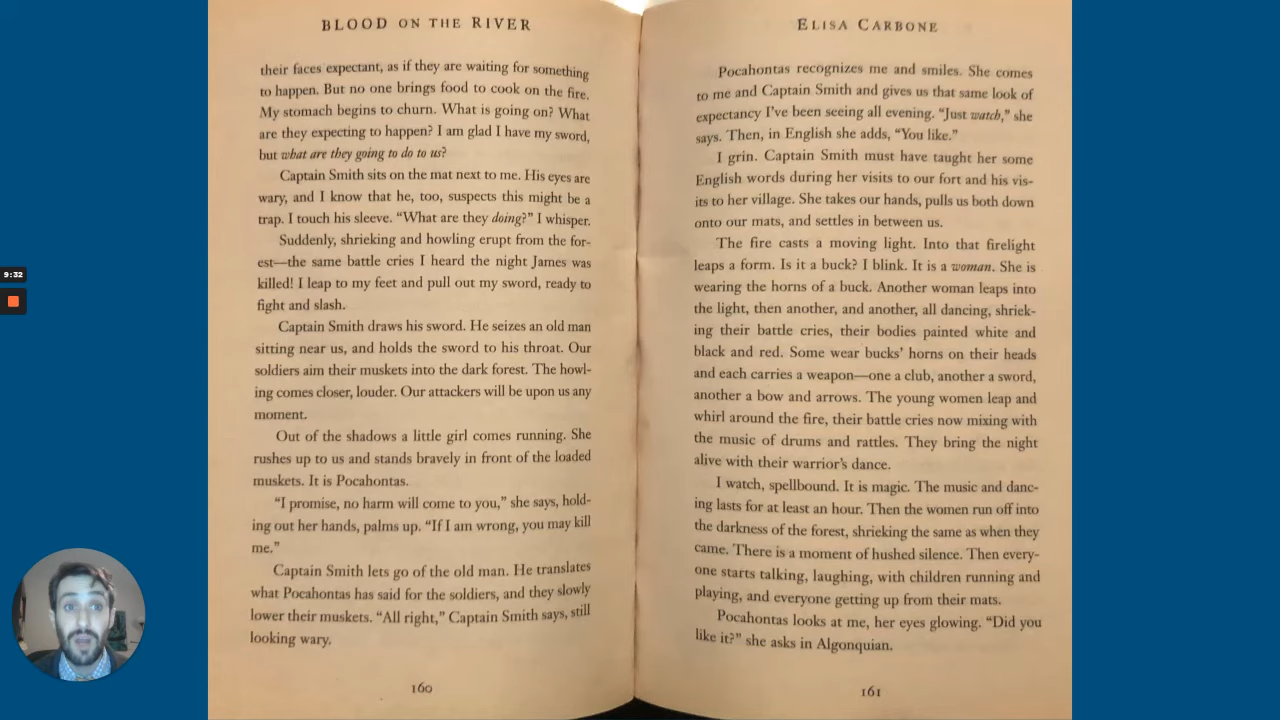 BLOOD ON THE RIVER
their faces expectant, as if they are waiting for something
to happen. But no one brings food to cook on the fire.
My stomach begins to churn. What is going on? What
are they expecting to happen? I am glad I have my sword,
but what are they going to do to us?
Captain Smith sits on the mat next to me. His eyes are
wary, and I know that he, too, suspects this might be a
trap. I touch his sleeve. “What are they doing?” I whisper.
Suddenly, shrieking and howling erupt from the for-
est—the same battle cries I heard the night James was
killed! I leap to my feet and pull out my sword, ready to
fight and slash.
Captain Smith draws his sword. He seizes an old man
sitting near us, and holds the sword to his throat. Our
soldiers aim their muskets into the dark forest. The howl-
ing comes closer, louder. Our attackers will be upon us any
moment.
Out of the shadows a little girl comes running. She
rushes up to us and stands bravely in front of the loaded
muskets. It is Pocahontas.
“I promise, no harm will come to you,” she says, hold-
ing out her hands, palms up. “If I am wrong, you may kill
me.”
Captain Smith lets go of the old man. He translates
what Pocahontas has said for the soldiers, and they slowly
lower their muskets. “All right,” Captain Smith says, still
looking wary.
160
ELISA CARBONE
Pocahontas recognizes me and smiles. She comes
to me and Captain Smith and gives us that same look of
expectancy I’ve been seeing all evening. “Just watch,” she
says. Then, in English she adds, “You like.”
I grin. Captain Smith must have taught her some
English words during her visits to our fort and his vis-
its to her village. She takes our hands, pulls us both down
onto our mats, and settles in between us.
The fire casts a moving light. Into that firelight
leaps a form. Is it a buck? I blink. It is a woman. She is
wearing the horns of a buck. Another woman leaps into
the light, then another, and another, all dancing, shriek-
ing their battle cries, their bodies painted white and
black and red. Some wear bucks’ horns on their heads
and each carries a weapon—one a club, another a sword,
another a bow and arrows. The young women leap and
whirl around the fire, their battle cries now mixing with
the music of drums and rattles. They bring the night
alive with their warrior’s dance.
I watch, spellbound. It is magic. The music and danc-
ing lasts for at least an hour. Then the women run off into
the darkness of the forest, shrieking the same as when they
came. There is a moment of hushed silence. Then every-
one starts talking, laughing, with children running and
playing, and everyone getting up from their mats.
Pocahontas looks at me, her eyes glowing. “Did you
like it?” she asks in Algonquian.
161
9:32